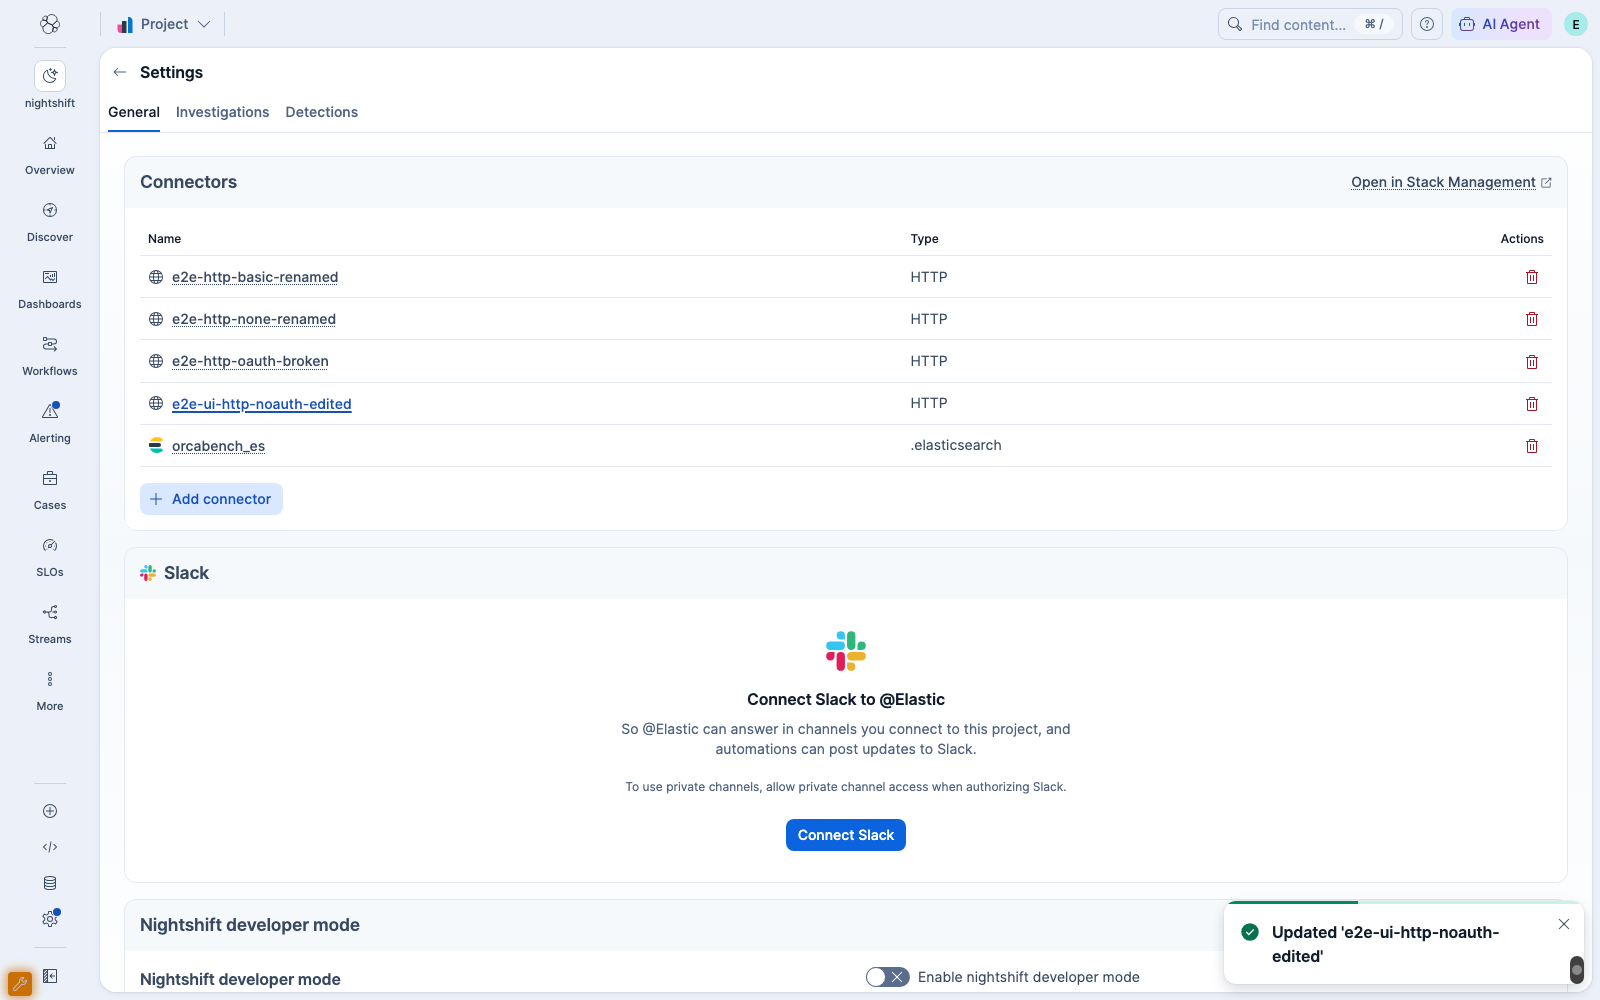 Project
Find content...
⌘ /
AI Agent
E
nightshift
Overview
Discover
Dashboards
Workflows
Alerting
Cases
SLOs
Streams
More
Settings
General
Investigations
Detections
Connectors
Open in Stack Management
Name
Type
Actions
e2e-http-basic-renamed
HTTP
e2e-http-none-renamed
HTTP
e2e-http-oauth-broken
HTTP
e2e-ui-http-noauth-edited
HTTP
orcabench_es
.elasticsearch
Add connector
Slack
Connect Slack to @Elastic
So @Elastic can answer in channels you connect to this project, and
automations can post updates to Slack.
To use private channels, allow private channel access when authorizing Slack.
Connect Slack
Nightshift developer mode
Nightshift developer mode
Enable nightshift developer mode
Updated 'e2e-ui-http-noauth-
edited'